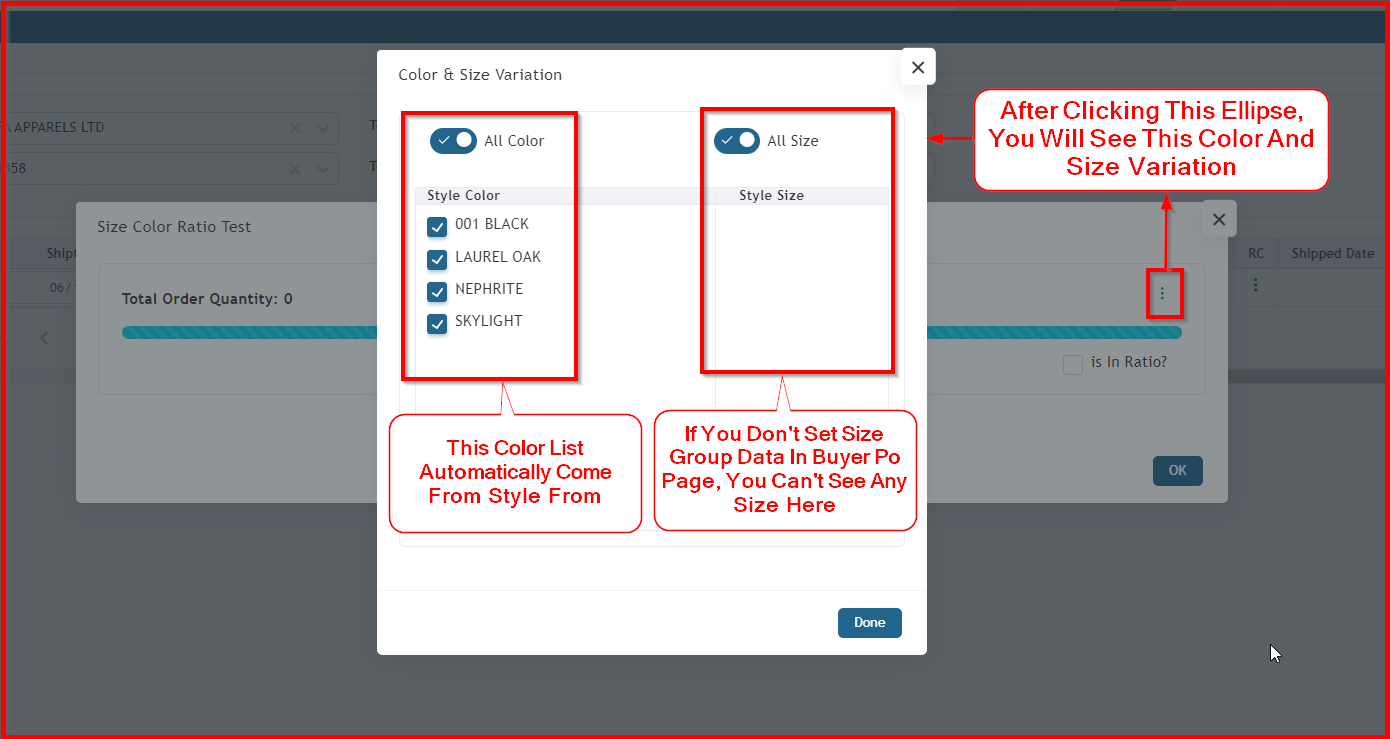 Color & Size Variation
After Clicking This Ellipse,
You Will See This Color And
Size Variation
APPARELS LTD
358
All Color
All Size
Style Color
Style Size
001 BLACK
LAUREL OAK
NEPHRITE
SKYLIGHT
Size Color Ratio Test
RC
Shipped Date
06/
Total Order Quantity: 0
is In Ratio?
This Color List
Automatically Come
From Style From
If You Don't Set Size
Group Data In Buyer Po
Page, You Can't See Any
Size Here
OK
Done